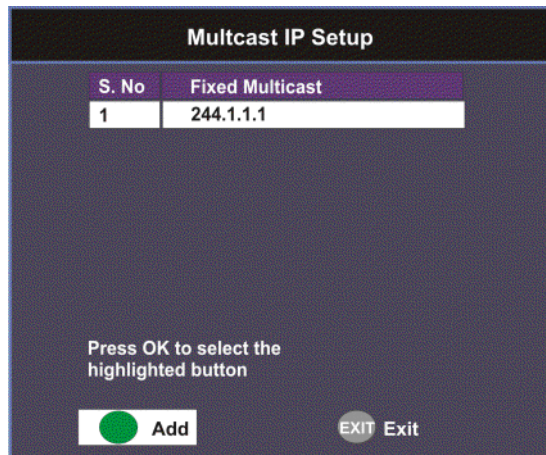 Multcast IP Setup
S. No Fixed Multicast
1 244.1.1.1
Press OK to select the
highlighted button
Add EXIT Exit